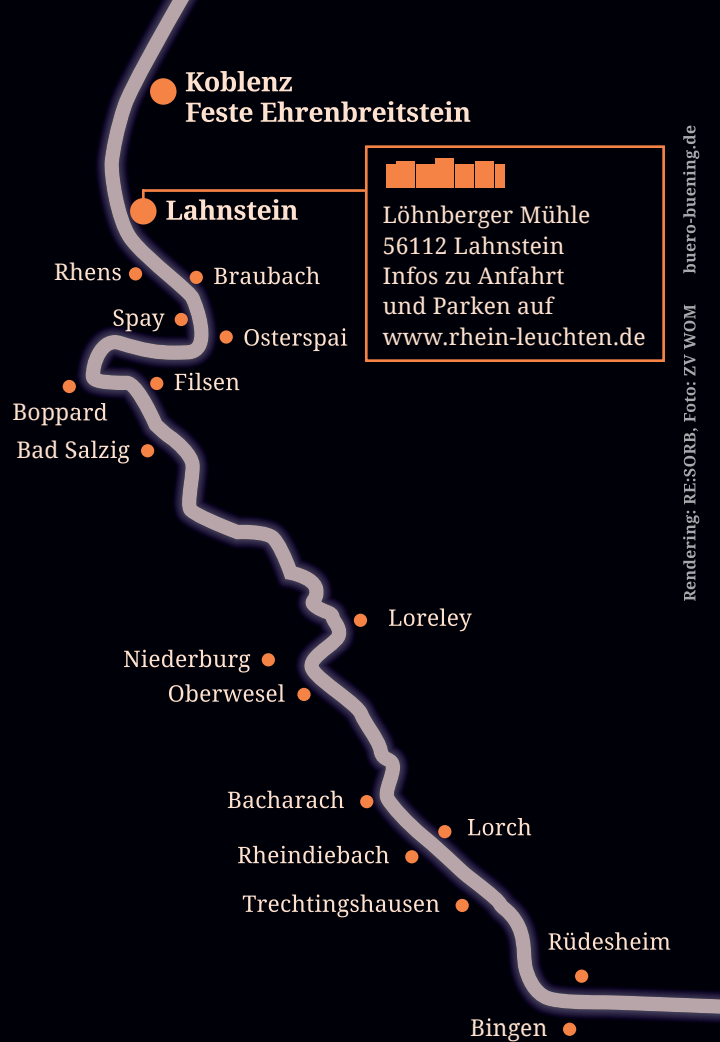 Koblenz
Feste Ehrenbreitstein
Lahnstein
Löhnberger Mühle
56112 Lahnstein
Infos zu Anfahrt
und Parken auf
www.rhein-leuchten.de
Rhens
Braubach
Spay
Osterspai
Filsen
Boppard
Bad Salzig
Loreley
Niederburg
Oberwesel
Bacharach
Lorch
Rheindiebach
Trechtingshausen
Rüdesheim
Bingen
Rendering: RE:SORB, Foto: ZV WOM buero-buening.de